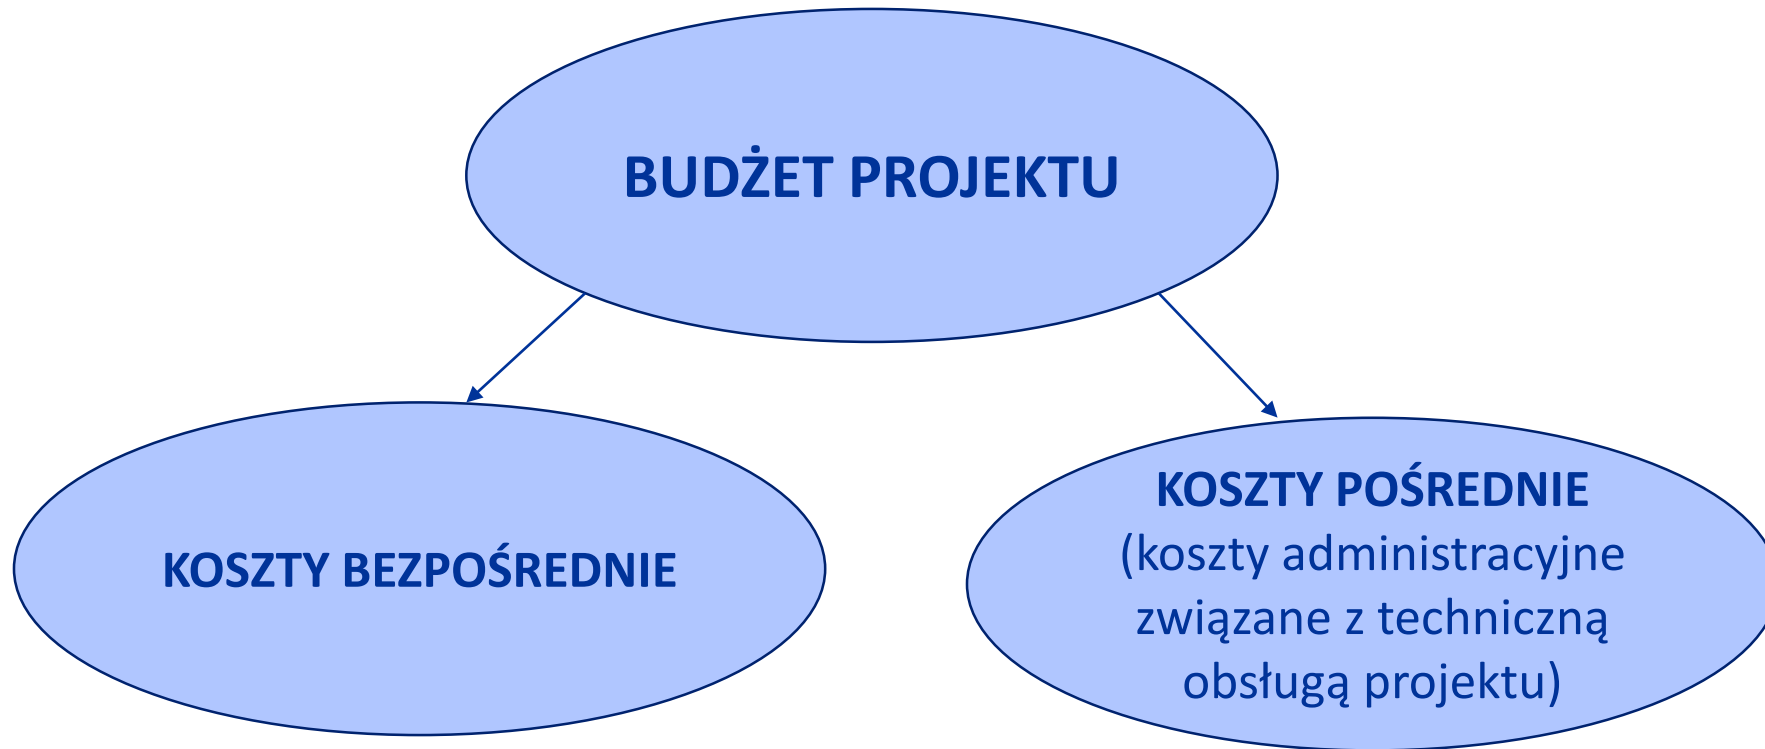 BUDŻET PROJEKTU
KOSZTY BEZPOŚREDNIE
KOSZTY POŚREDNIE
(koszty administracyjne
związane z techniczną
obsługą projektu)